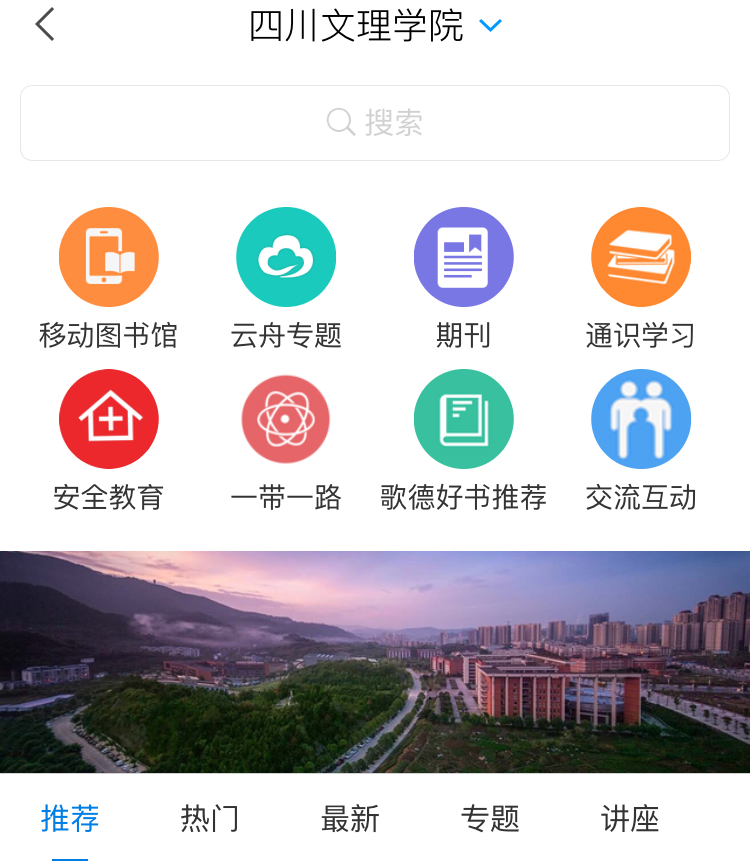 四川文理学院
搜索
移动图书馆 云舟专题 期刊 通识学习
安全教育 一带一路 歌德好书推荐 交流互动
推荐 热门 最新 专题 讲座